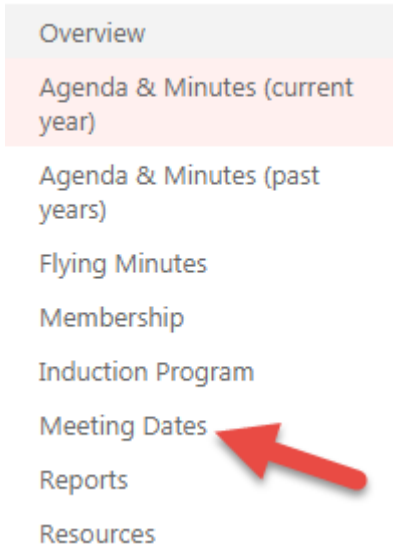 Overview
Agenda & Minutes (current
year)
Agenda & Minutes (past
years)
Flying Minutes
Membership
Induction Program
Meeting Dates
Reports
Resources